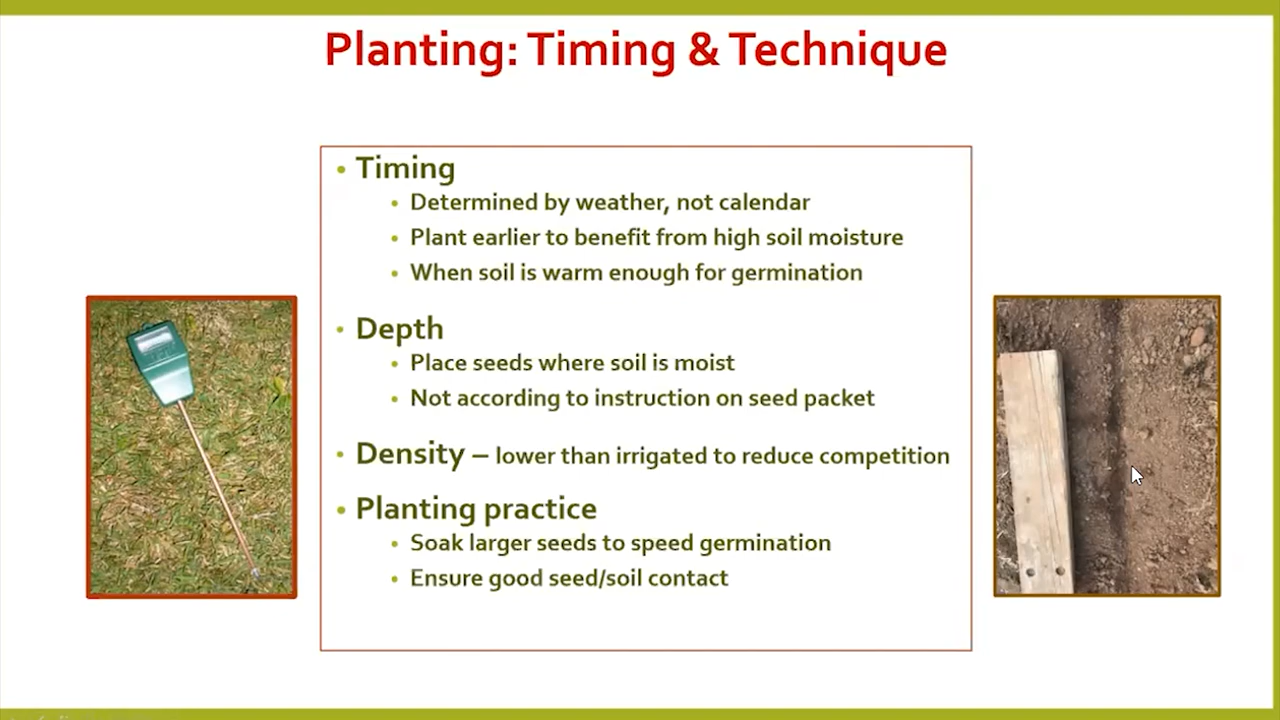 Planting: Timing & Technique
• Timing
• Determined by weather, not calendar
• Plant earlier to benefit from high soil moisture
• When soil is warm enough for germination
• Depth
• Place seeds where soil is moist
• Not according to instruction on seed packet
• Density – lower than irrigated to reduce competition
• Planting practice
• Soak larger seeds to speed germination
• Ensure good seed/soil contact